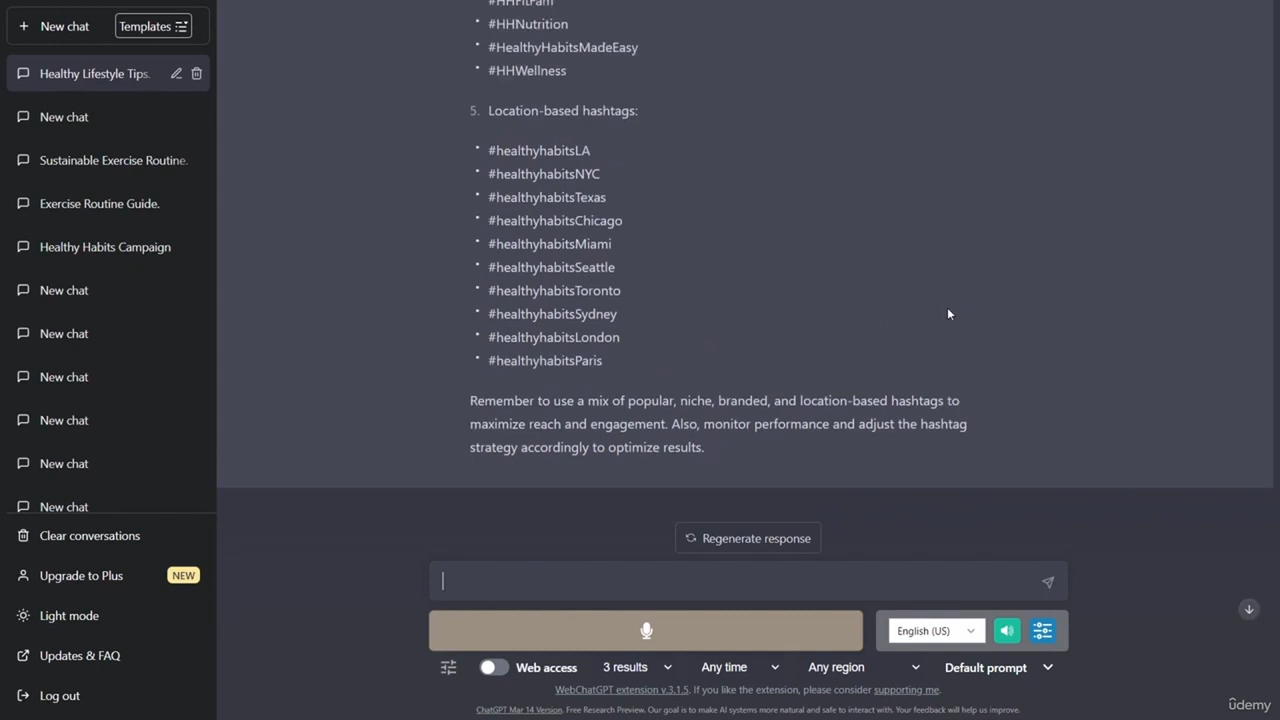 New chat
Templates
Healthy Lifestyle Tips.
New chat
Sustainable Exercise Routine.
Exercise Routine Guide.
Healthy Habits Campaign
New chat
New chat
New chat
New chat
New chat
New chat
Clear conversations
Upgrade to Plus NEW
Light mode
Updates & FAQ
Log out
#HHFitFam
#HHNutrition
#HealthyHabitsMadeEasy
#HHWellness
5. Location-based hashtags:
#healthyhabitsLA
#healthyhabitsNYC
#healthyhabitsTexas
#healthyhabitsChicago
#healthyhabitsMiami
#healthyhabitsSeattle
#healthyhabitsToronto
#healthyhabitsSydney
#healthyhabitsLondon
#healthyhabitsParis
Remember to use a mix of popular, niche, branded, and location-based hashtags to
maximize reach and engagement. Also, monitor performance and adjust the hashtag
strategy accordingly to optimize results.
Regenerate response
English (US)
Web access 3 results Any time Any region Default prompt
WebChatGPT extension v.3.1.5. If you like the extension, please consider supporting me.
ChatGPT Mar 14 Version. Free Research Preview. Our goal is to make AI systems more natural and safe to interact with. Your feedback will help us improve.
ûdemy